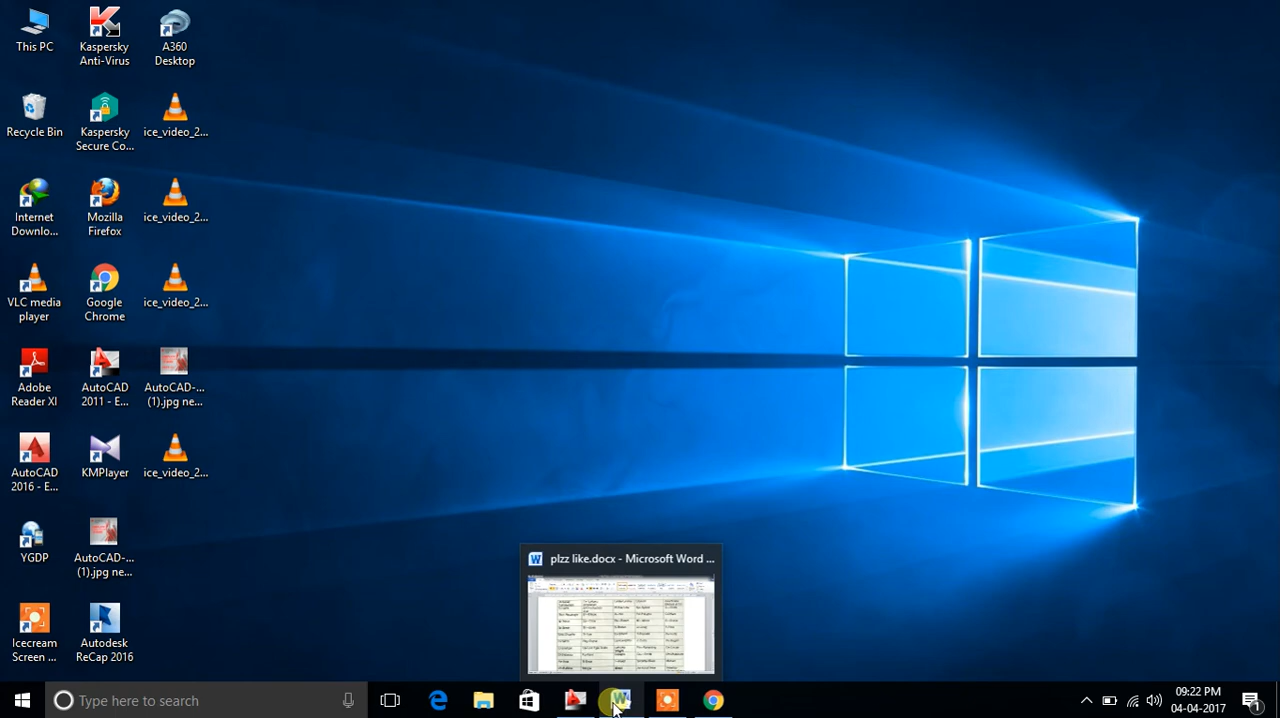 This PC
Kaspersky
Anti-Virus
A360
Desktop
Recycle Bin
Kaspersky
Secure Co...
ice_video_2...
Internet
Downlo...
Mozilla
Firefox
ice_video_2...
VLC media
player
Google
Chrome
ice_video_2...
Adobe
Reader XI
AutoCAD
2011 - E...
AutoCAD-...
(1).jpg ne...
AutoCAD
2016 - E...
KMPlayer
ice_video_2...
YGDP
AutoCAD-...
(1).jpg ne...
Icecream
Screen ...
Autodesk
ReCap 2016
plzz like.docx - Microsoft Word ...
Type here to search
09:22 PM
04-04-2017
1